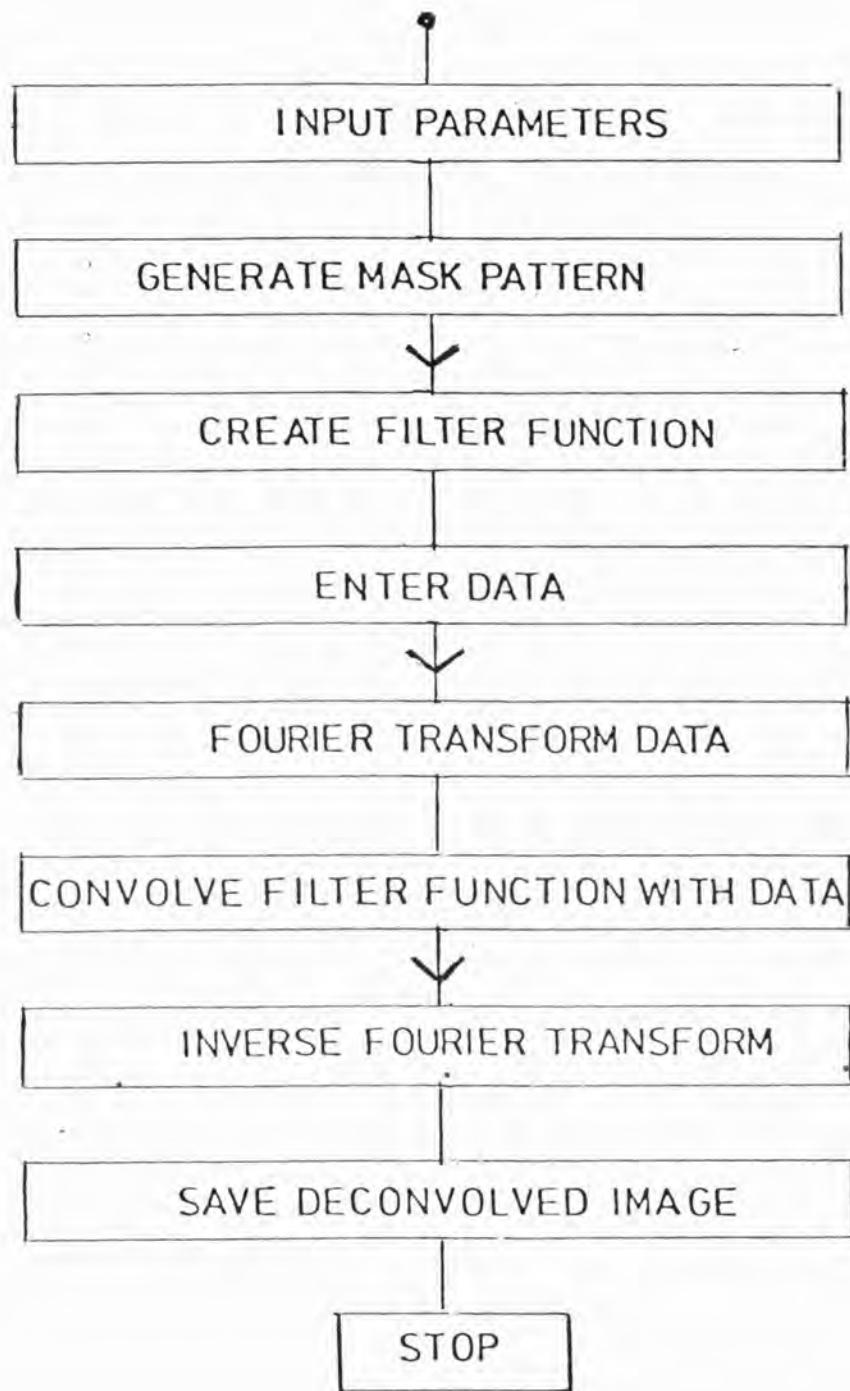 INPUT PARAMETERS
GENERATE MASK PATTERN
CREATE FILTER FUNCTION
ENTER DATA
FOURIER TRANSFORM DATA
CONVOLVE FILTER FUNCTION WITH DATA
INVERSE FOURIER TRANSFORM
SAVE DECONVOLVED IMAGE
STOP